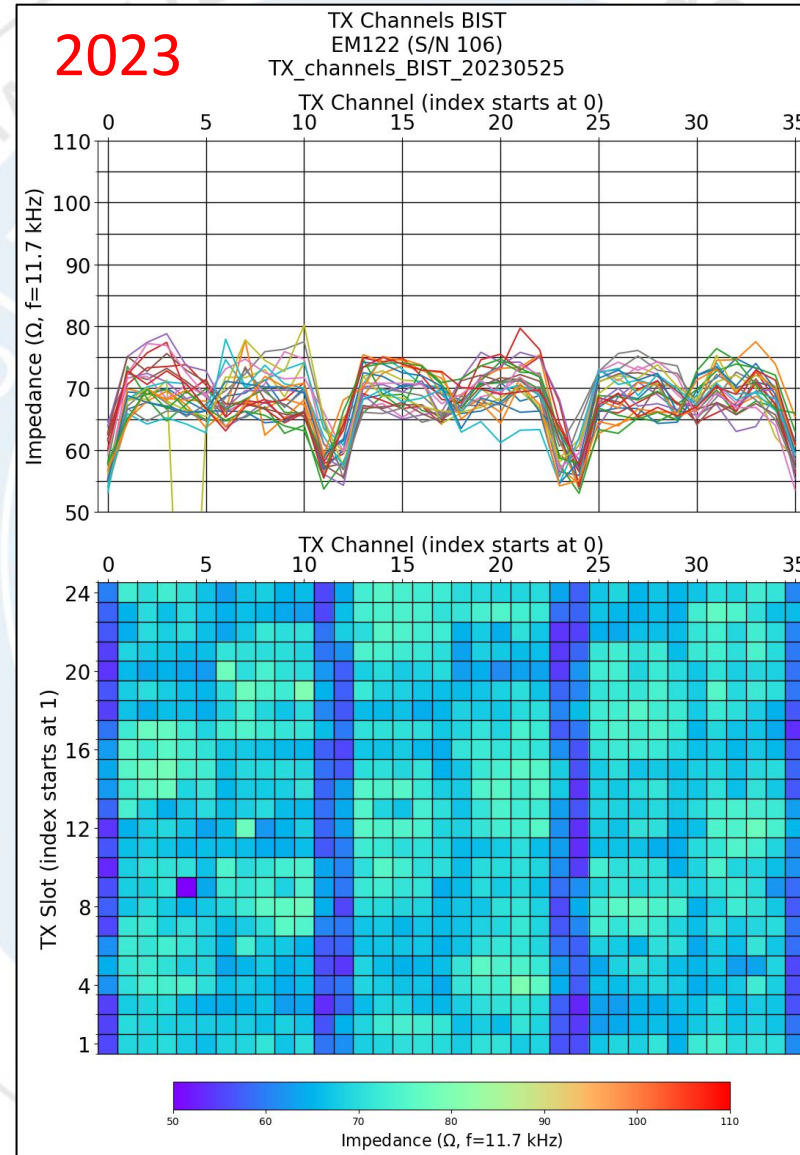 2023
TX Channels BIST
EM122 (S/N 106)
TX_channels_BIST_20230525
TX Channel (index starts at 0)
0 5 10 15 20 25 30 35
110
100
90
80
70
60
50
Impedance (Ω, f=11.7 kHz)
TX Channel (index starts at 0)
0 5 10 15 20 25 30 35
24
20
16
12
8
4
1
TX Slot (index starts at 1)
50 60 70 80 90 100 110
Impedance (Ω, f=11.7 kHz)